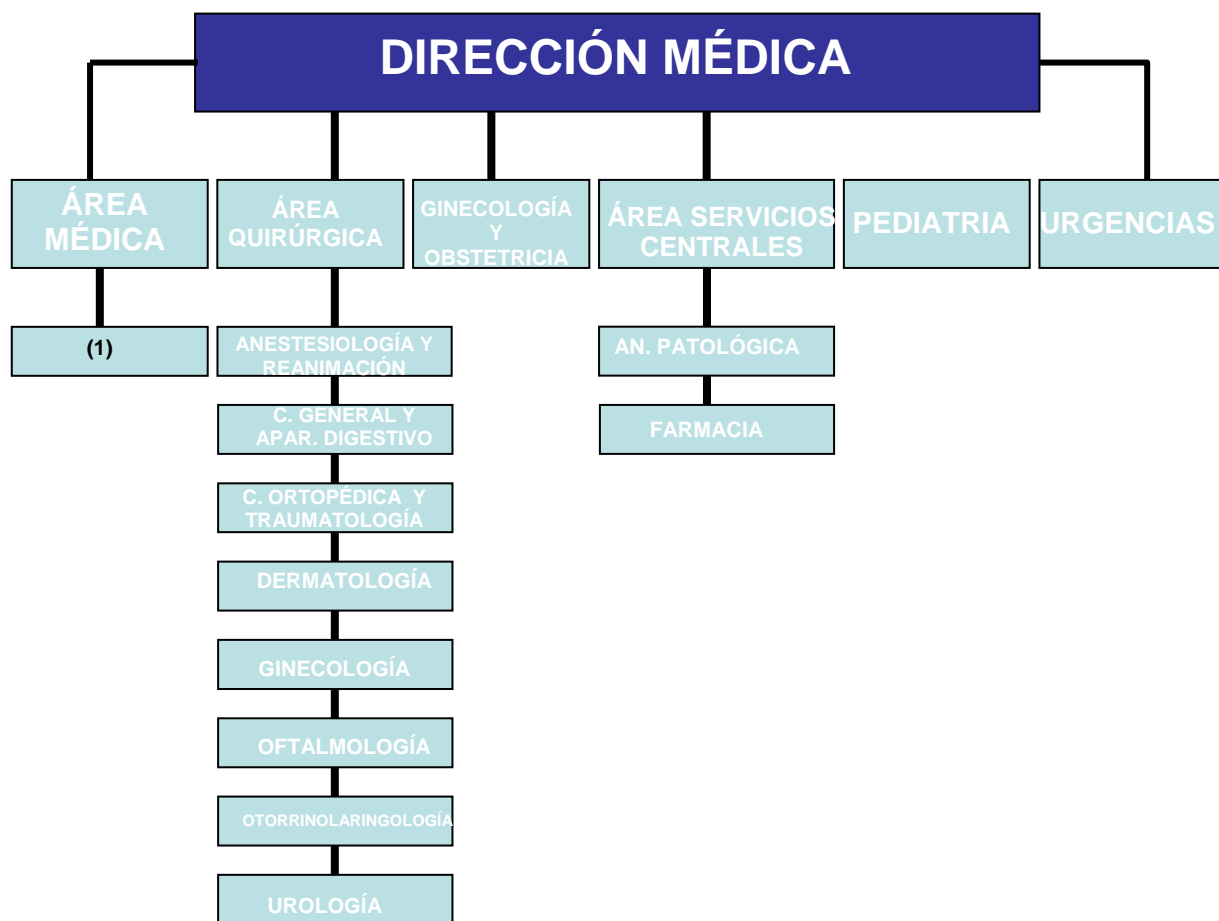 DIRECCIÓN MÉDICA
ÁREA
MÉDICA
ÁREA
QUIRÚRGICA
GINECOLOGÍA
Y
OBSTETRICIA
ÁREA SERVICIOS
CENTRALES
PEDIATRIA
URGENCIAS
(1)
ANESTESIOLOGÍA Y
REANIMACIÓN
C. GENERAL Y
APAR. DIGESTIVO
C. ORTOPÉDICA Y
TRAUMATOLOGÍA
DERMATOLOGÍA
GINECOLOGÍA
OFTALMOLOGÍA
OTORRINOLARINGOLOGÍA
UROLOGÍA
AN. PATOLÓGICA
FARMACIA